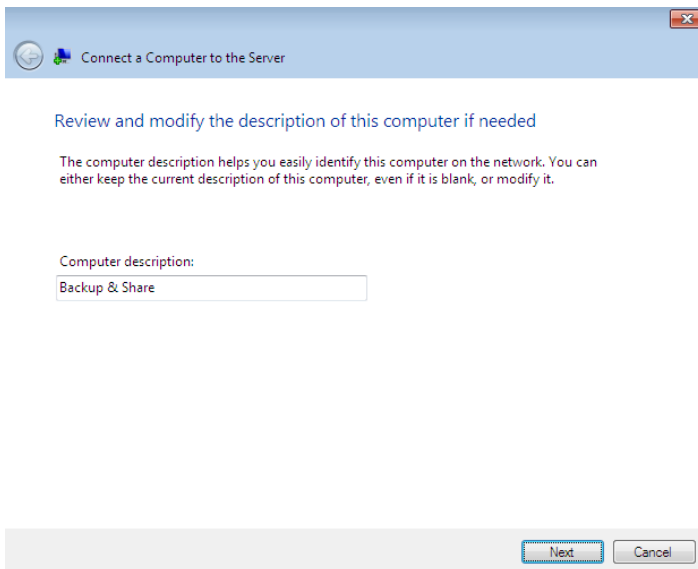 Connect a Computer to the Server
Review and modify the description of this computer if needed
The computer description helps you easily identify this computer on the network. You can
either keep the current description of this computer, even if it is blank, or modify it.
Computer description:
Backup & Share
Next
Cancel